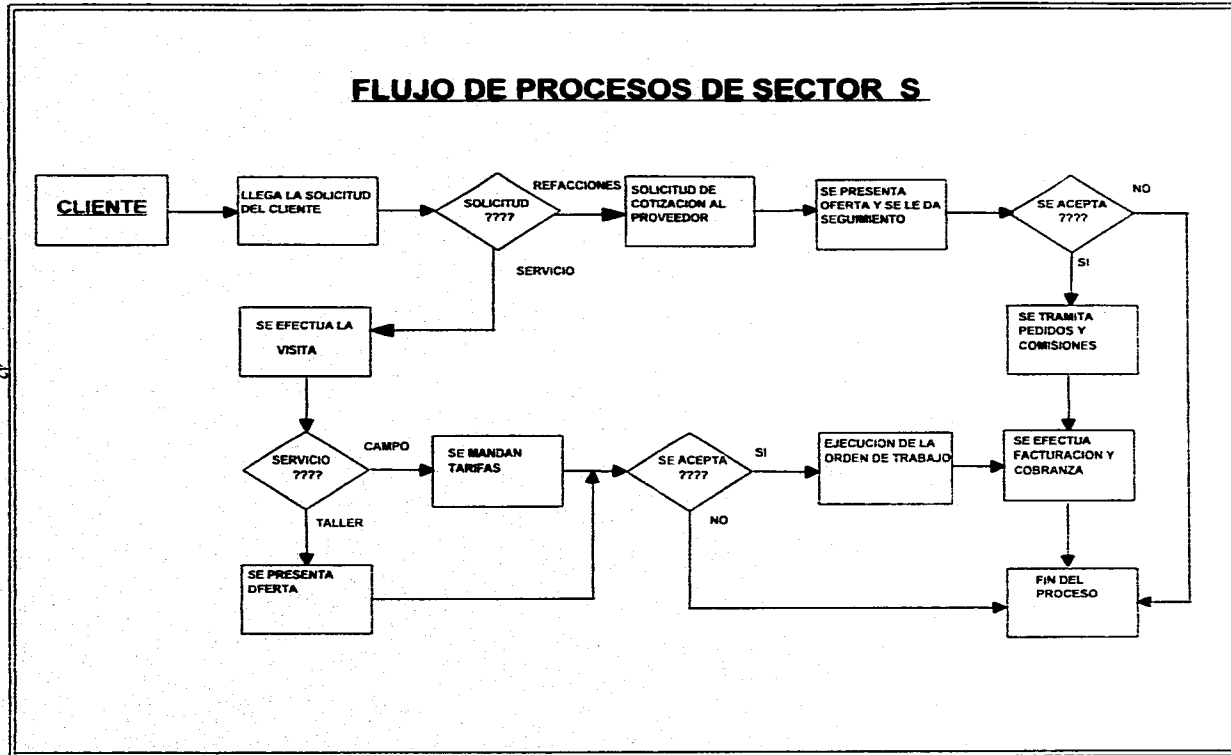 FLUJO DE PROCESOS DE SECTOR S
CLIENTE
LLEGA LA SOLICITUD
DEL CLIENTE
SOLICITUD
????
REFACCIONES
SOLICITUD DE
COTIZACION AL
PROVEEDOR
SE PRESENTA
OFERTA Y SE LE DA
SEGUIMIENTO
SE ACEPTA
????
NO
SERVICIO
SI
SE EFECTUA LA
VISITA
SE TRAMITA
PEDIDOS Y
COMISIONES
SERVICIO
????
CAMPO
SE MANDAN
TARIFAS
SE ACEPTA
????
SI
EJECUCION DE LA
ORDEN DE TRABAJO
SE EFECTUA
FACTURACION Y
COBRANZA
TALLER
NO
SE PRESENTA
OFERTA
FIN DEL
PROCESO